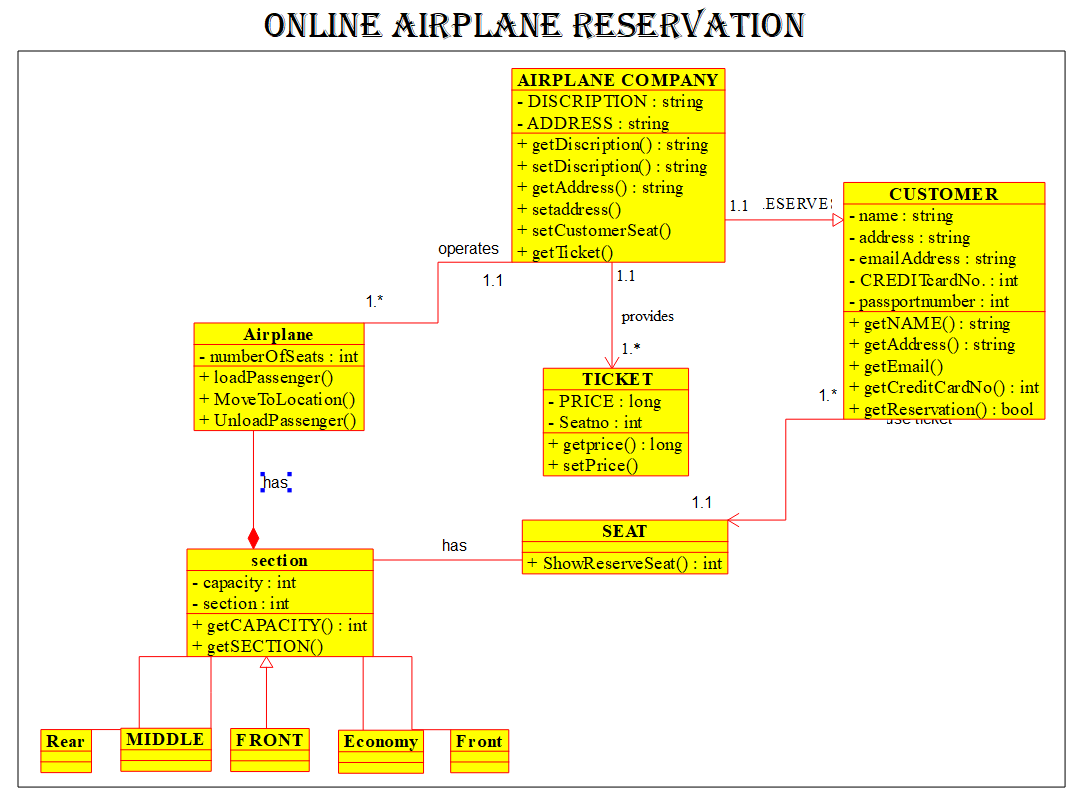 ONLINE AIRPLANE RESERVATION
AIRPLANE COMPANY
- DISCRIPTION : string
- ADDRESS : string
+ getDiscription() : string
+ setDiscription() : string
+ getAddress() : string
+ setaddress()
+ setCustomerSeat()
+ getTicket()
1.1
.ESERVES
CUSTOMER
- name : string
- address : string
- emailAddress : string
- CREDITcardNo. : int
- passportnumber : int
+ getNAME() : string
+ getAddress() : string
+ getEmail()
+ getCreditCardNo() : int
+ getReservation() : bool
use ticket
operates
1.1
1.*
1.1
provides
1.*
Airplane
- numberOfSeats : int
+ loadPassenger()
+ MoveToLocation()
+ UnloadPassenger()
TICKET
- PRICE : long
- Seatno : int
+ getprice() : long
+ setPrice()
1.*
1.1
has
SEAT
+ ShowReserveSeat() : int
has
section
- capacity : int
- section : int
+ getCAPACITY() : int
+ getSECTION()
Rear
MIDDLE
FRONT
Economy
Front